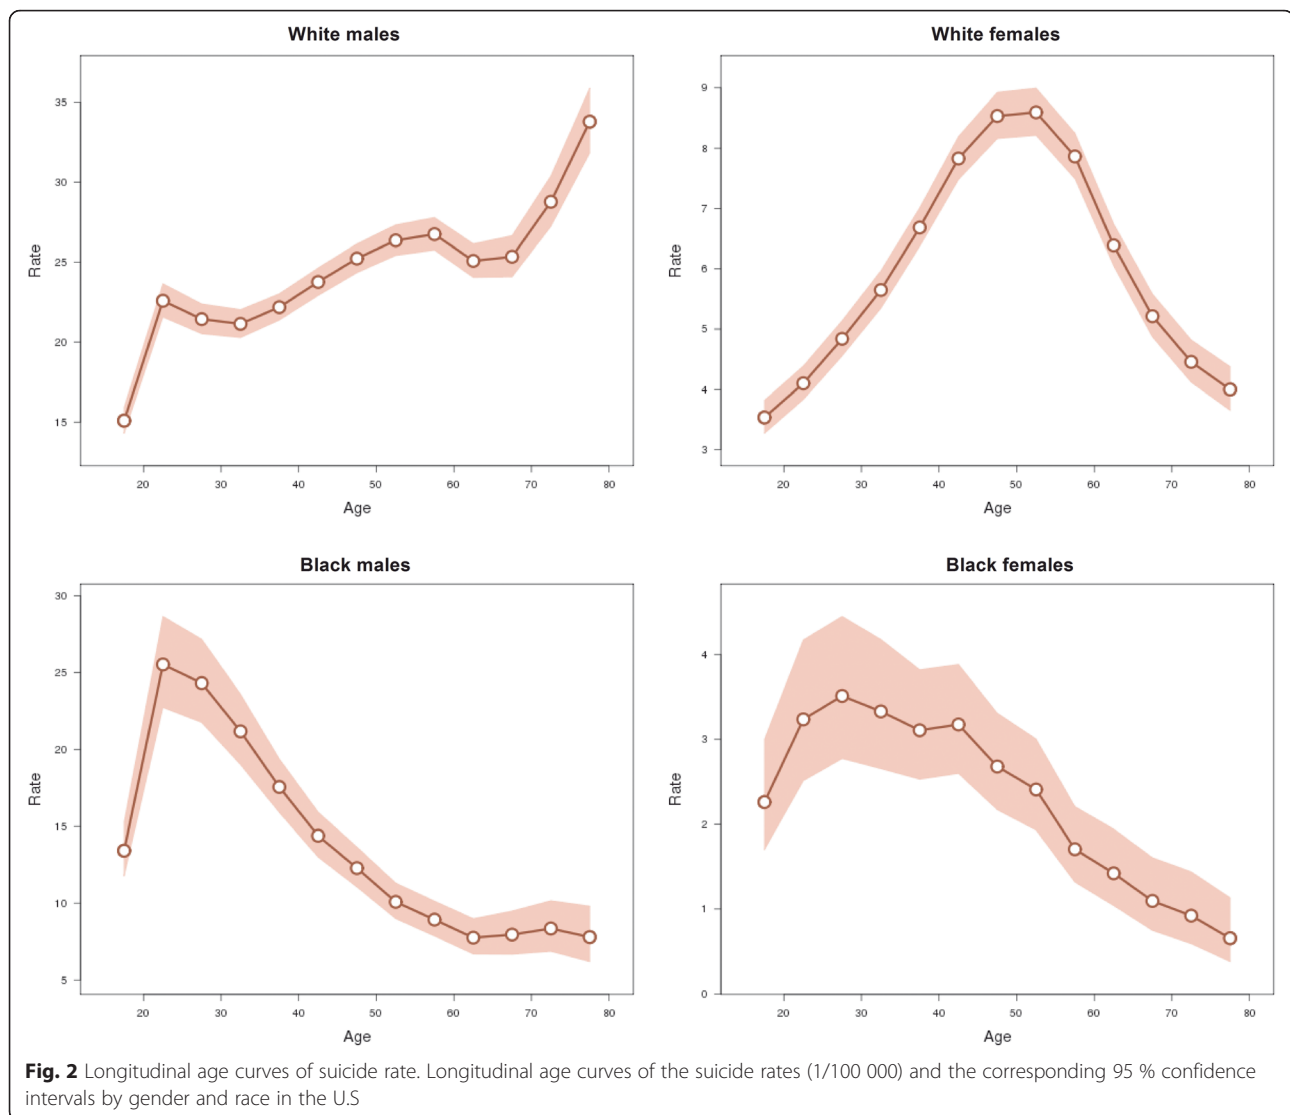 White males
White females
35
30
25
20
15
Rate
20 30 40 50 60 70 80
Age
9
8
7
6
5
4
3
Rate
20 30 40 50 60 70 80
Age
Black males
Black females
30
25
20
15
10
5
Rate
20 30 40 50 60 70 80
Age
4
3
2
1
0
Rate
20 30 40 50 60 70 80
Age
Fig. 2 Longitudinal age curves of suicide rate. Longitudinal age curves of the suicide rates (1/100 000) and the corresponding 95 % confidence
intervals by gender and race in the U.S